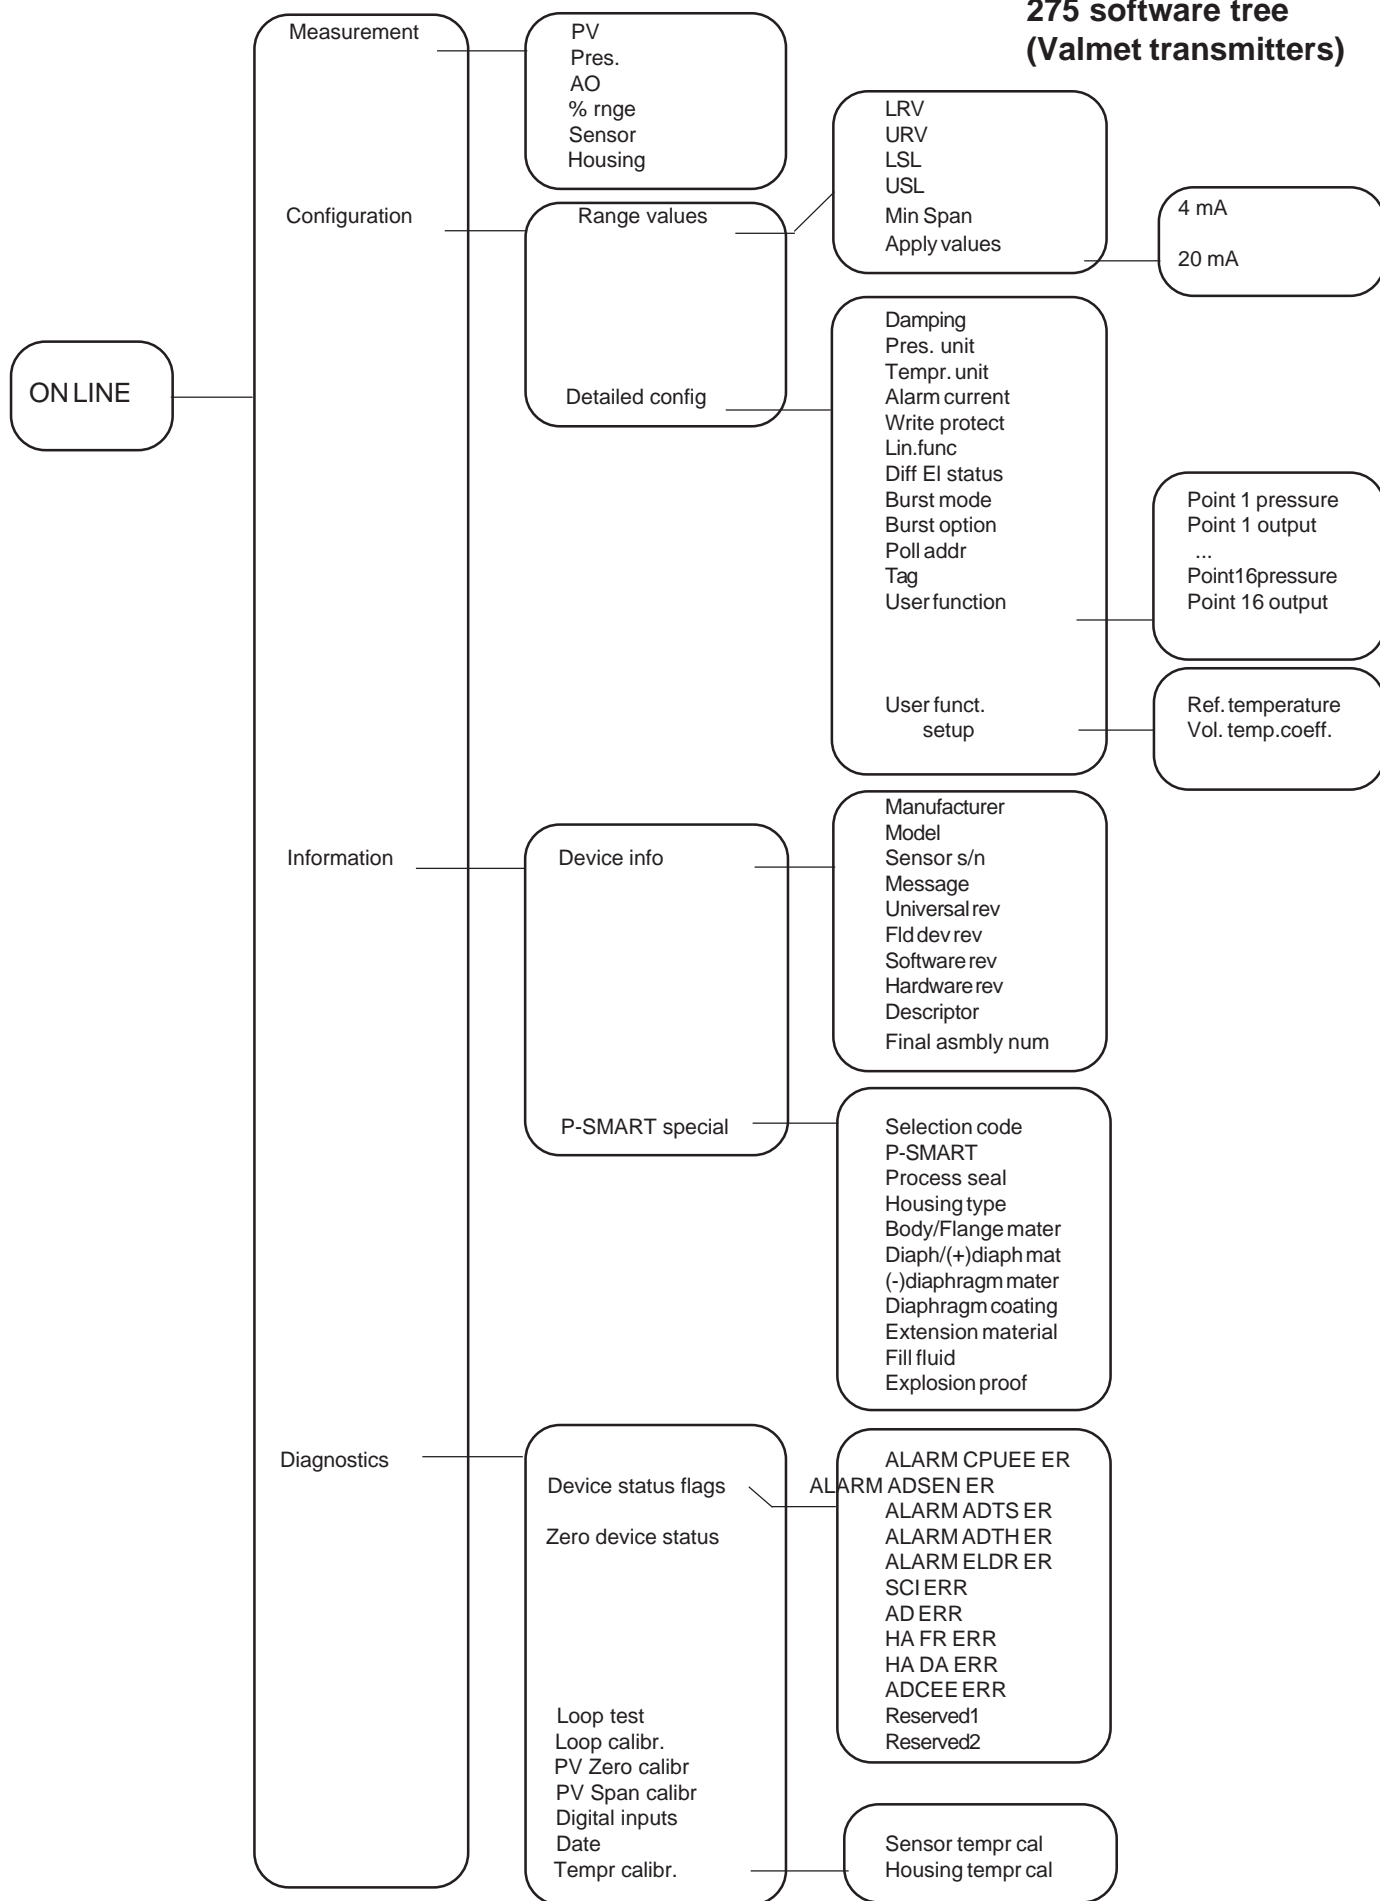 275 software tree
(Valmet transmitters)
ON LINE
Measurement
PV
Pres.
AO
% rnge
Sensor
Housing
Configuration
Range values
LRV
URV
LSL
USL
Min Span
Apply values
4 mA
20 mA
Detailed config
Damping
Pres. unit
Tempr. unit
Alarm current
Write protect
Lin.func
Diff El status
Burst mode
Burst option
Poll addr
Tag
User function
Point 1 pressure
Point 1 output
...
Point16pressure
Point 16 output
User funct.
setup
Ref. temperature
Vol. temp.coeff.
Information
Device info
Manufacturer
Model
Sensor s/n
Message
Universal rev
Fld dev rev
Software rev
Hardware rev
Descriptor
Final asmbly num
P-SMART special
Selection code
P-SMART
Process seal
Housing type
Body/Flange mater
Diaph/(+)diaph mat
(-)diaphragm mater
Diaphragm coating
Extension material
Fill fluid
Explosion proof
Diagnostics
Device status flags
ALARM CPUEE ER
ALARM ADSEN ER
ALARM ADTS ER
ALARM ADTH ER
ALARM ELDR ER
SCI ERR
AD ERR
HA FR ERR
HA DA ERR
ADCEE ERR
Reserved1
Reserved2
Zero device status
Loop test
Loop calibr.
PV Zero calibr
PV Span calibr
Digital inputs
Date
Tempr calibr.
Sensor tempr cal
Housing tempr cal